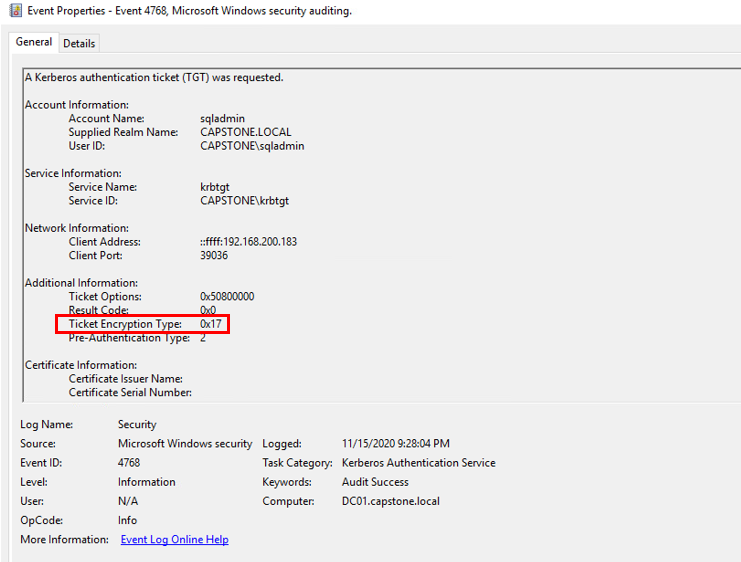 Event Properties - Event 4768, Microsoft Windows security auditing.
General Details
A Kerberos authentication ticket (TGT) was requested.
Account Information:
Account Name: sqladmin
Supplied Realm Name: CAPSTONE.LOCAL
User ID: CAPSTONE\sqladmin
Service Information:
Service Name: krbtgt
Service ID: CAPSTONE\krbtgt
Network Information:
Client Address: ::ffff:192.168.200.183
Client Port: 39036
Additional Information:
Ticket Options: 0x50800000
Result Code: 0x0
Ticket Encryption Type: 0x17
Pre-Authentication Type: 2
Certificate Information:
Certificate Issuer Name:
Certificate Serial Number:
Log Name: Security
Source: Microsoft Windows security Logged: 11/15/2020 9:28:04 PM
Event ID: 4768 Task Category: Kerberos Authentication Service
Level: Information Keywords: Audit Success
User: N/A Computer: DC01.capstone.local
OpCode: Info
More Information: Event Log Online Help